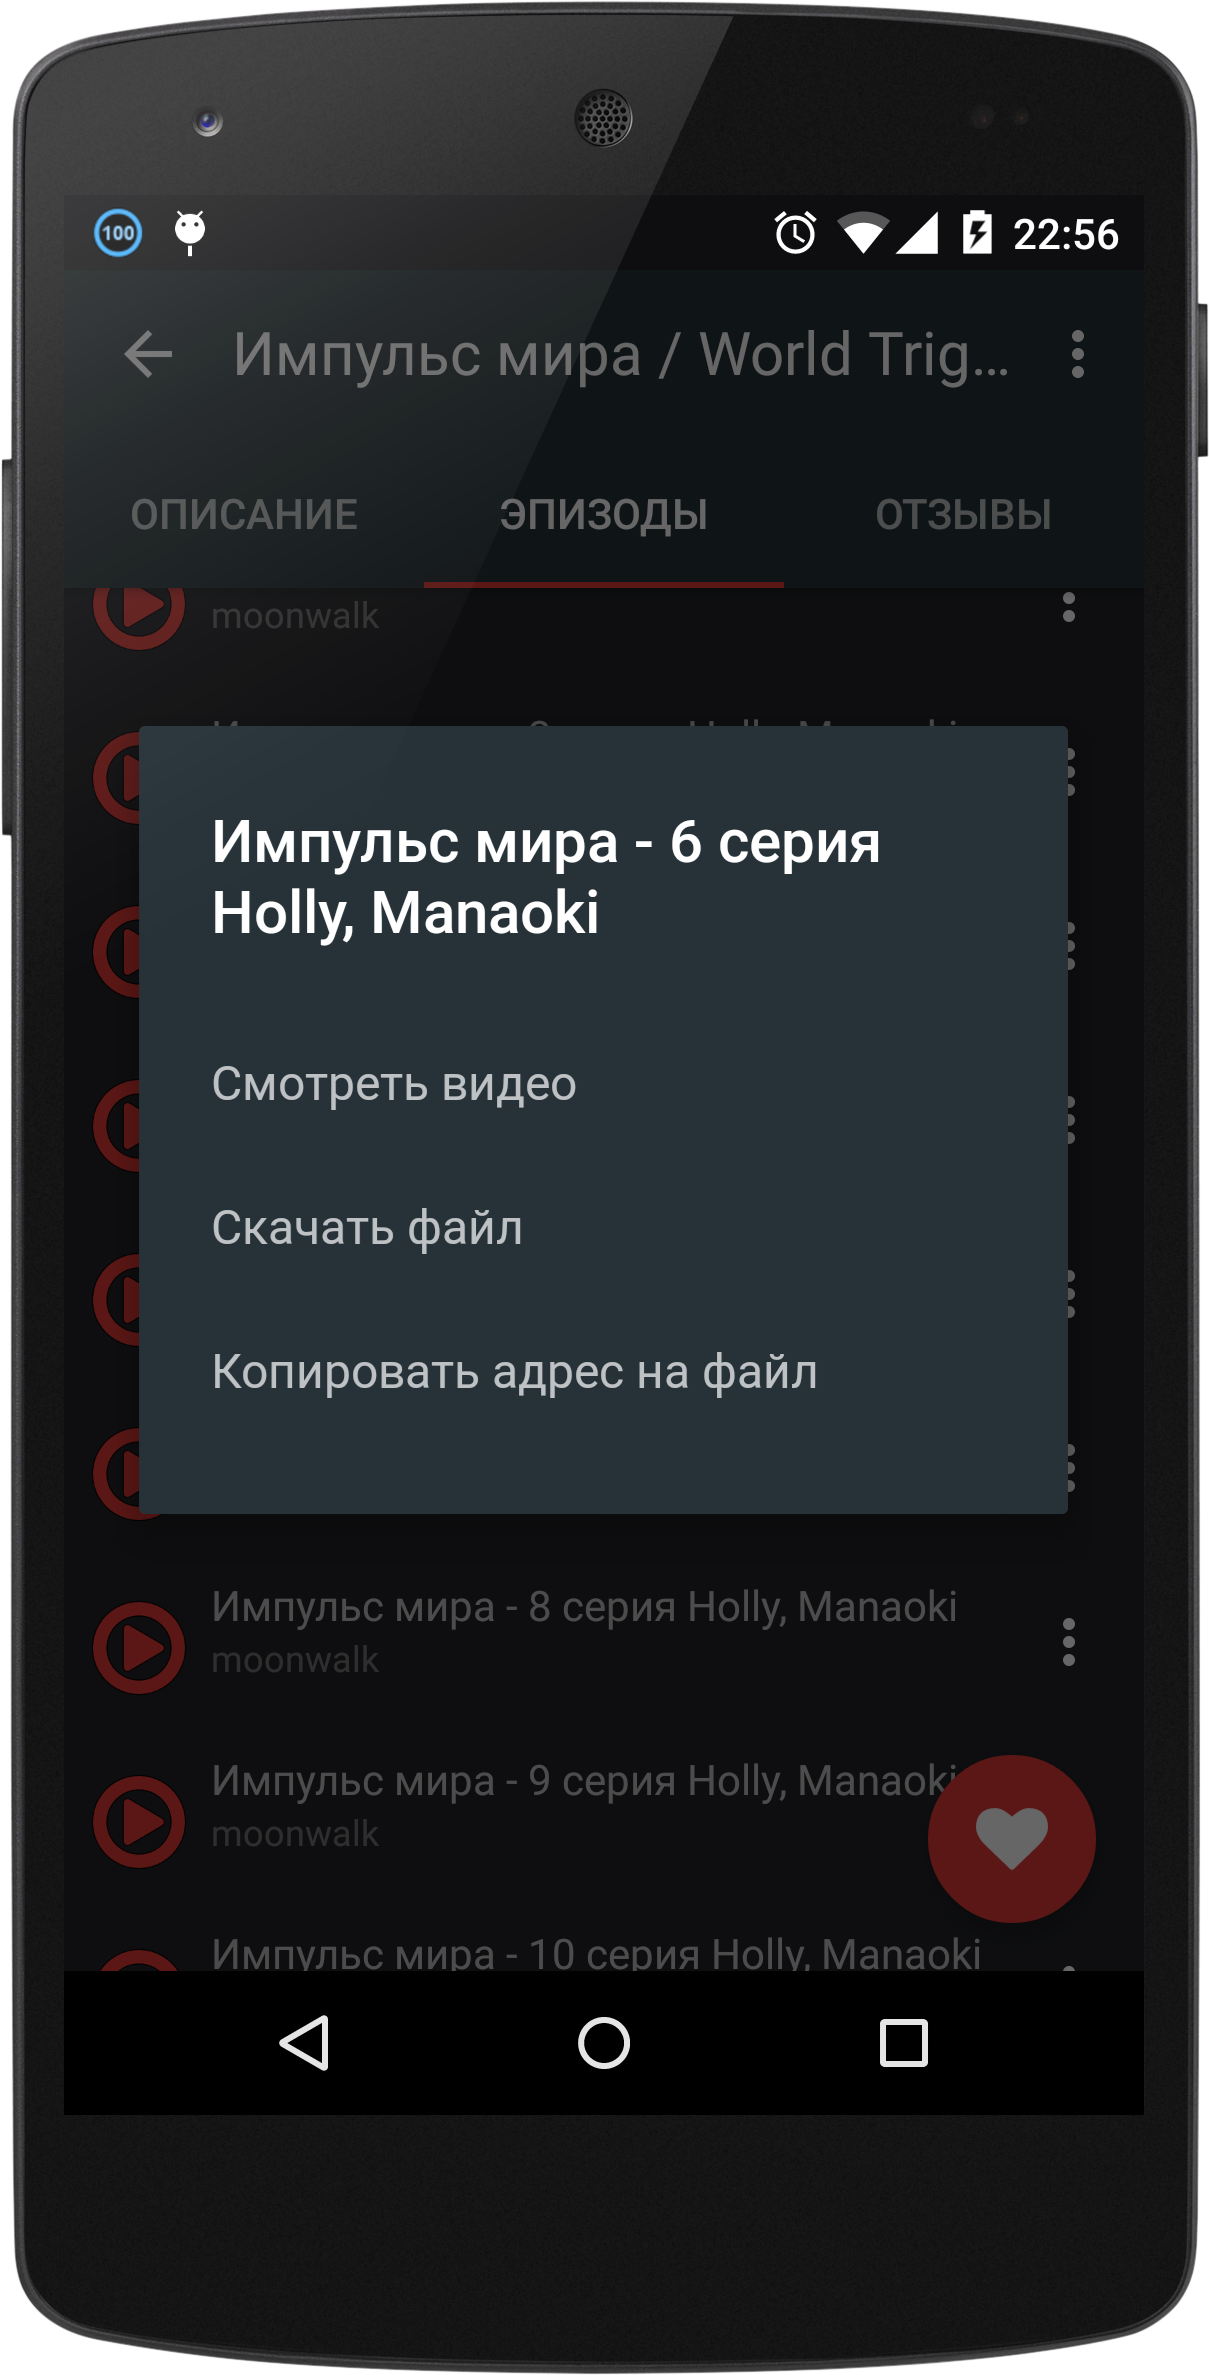 100
22:56
Импульс мира / World Trig...
ОПИСАНИЕ
ЭПИЗОДЫ
ОТЗЫВЫ
moonwalk
Импульс мира - 6 серия
Holly, Manaoki
Смотреть видео
Скачать файл
Копировать адрес на файл
Импульс мира - 8 серия Holly, Manaoki
moonwalk
Импульс мира - 9 серия Holly, Manaoki
moonwalk
Импульс мира - 10 серия Holly, Manaoki